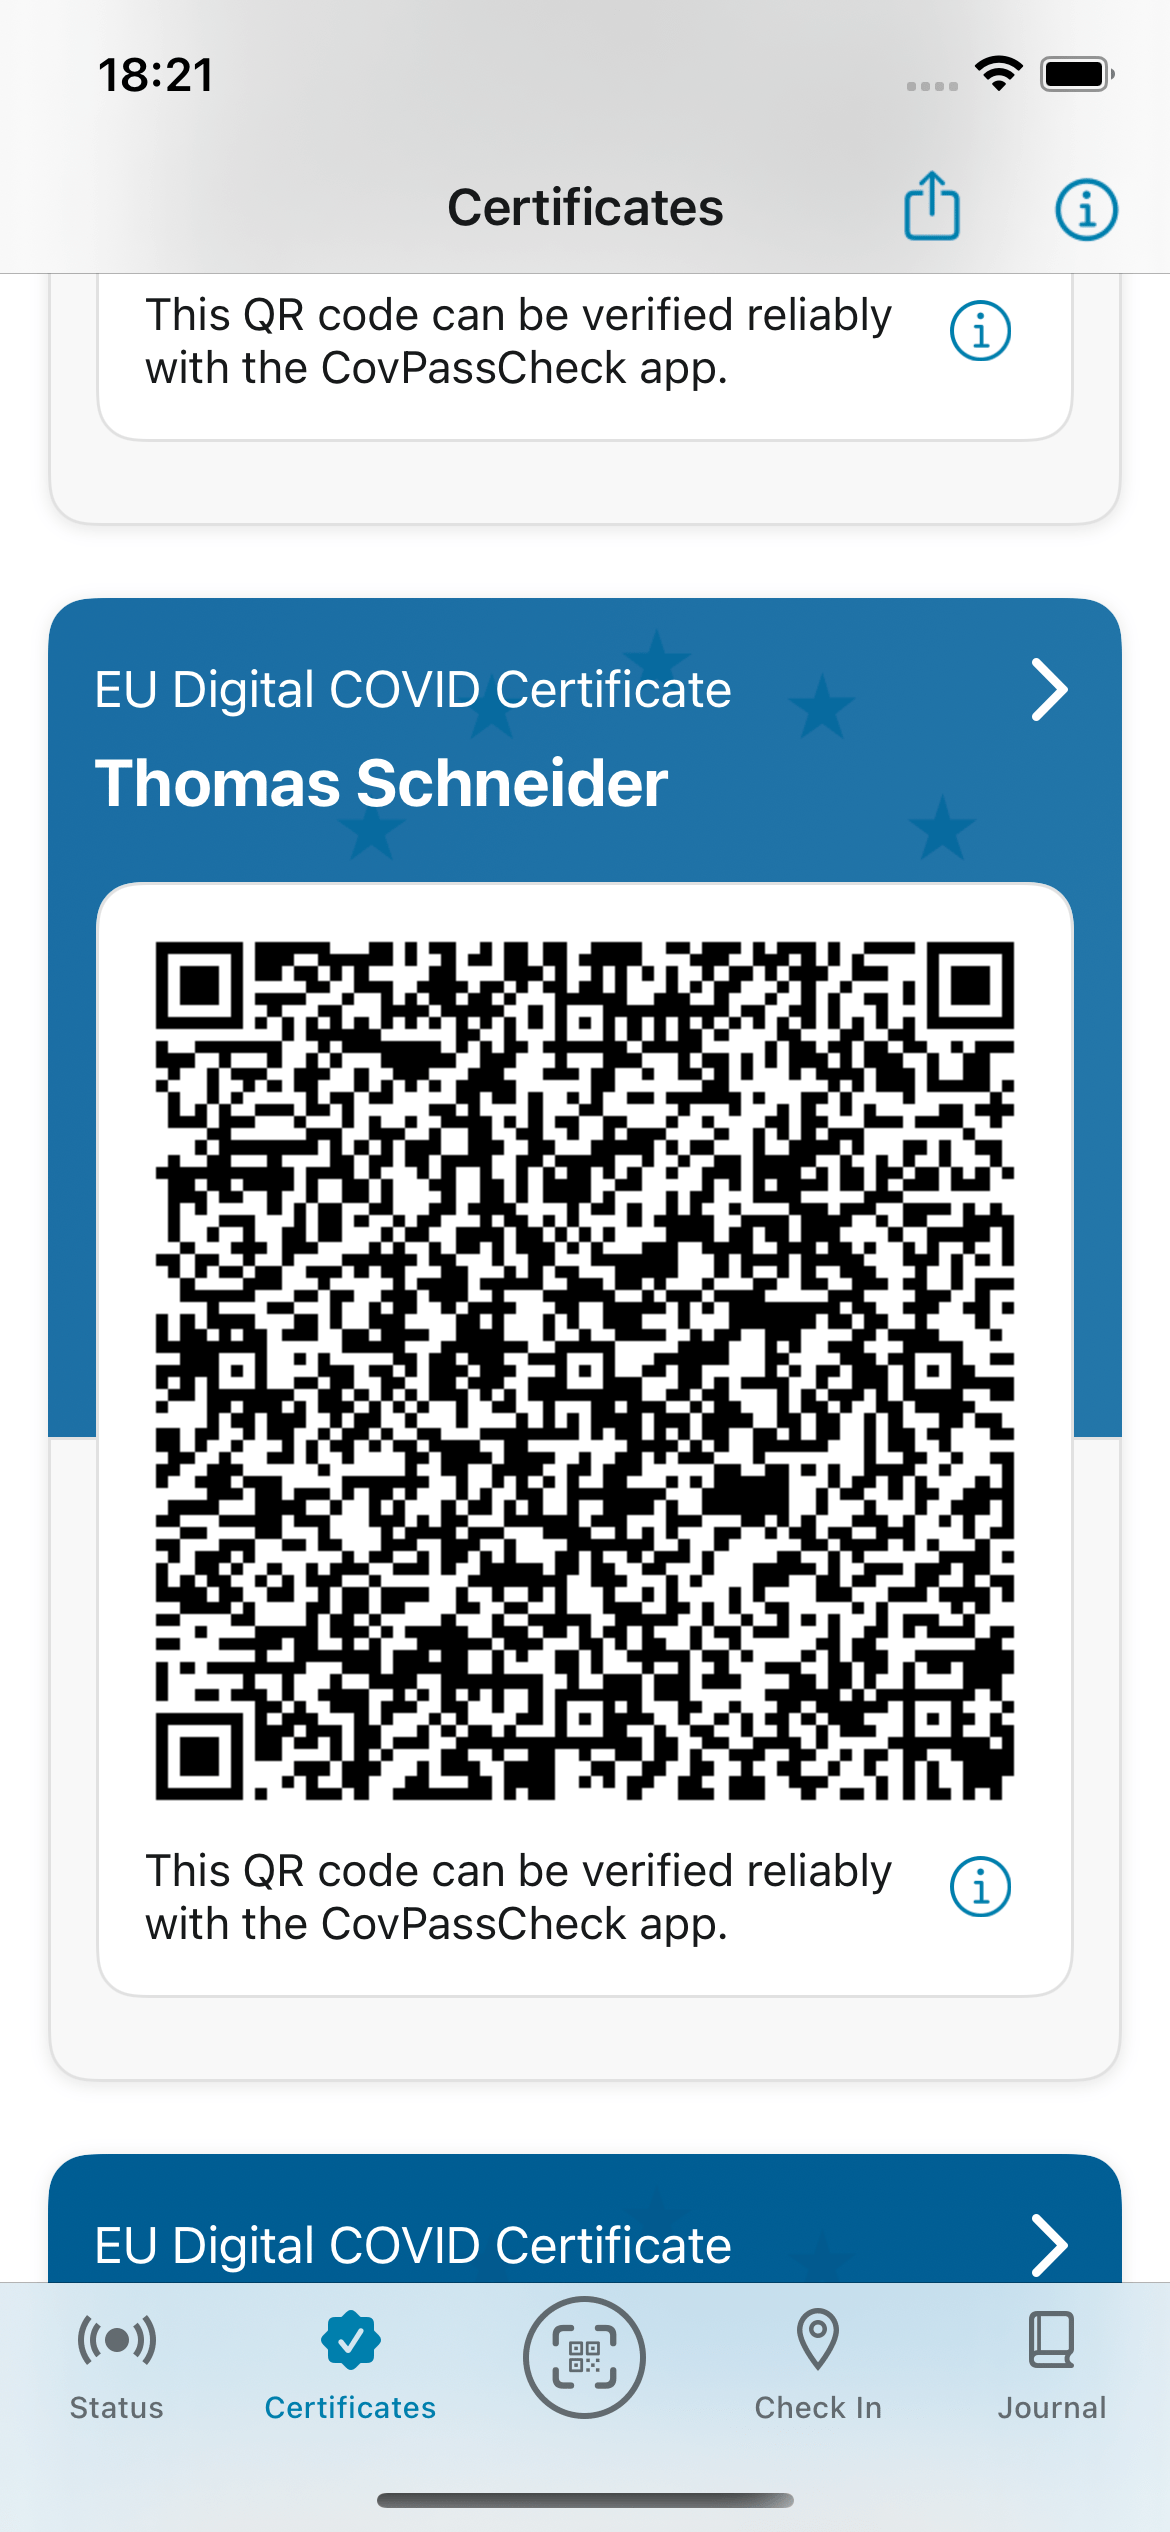 18:21
Certificates
This QR code can be verified reliably
with the CovPassCheck app.
EU Digital COVID Certificate
Thomas Schneider
This QR code can be verified reliably
with the CovPassCheck app.
EU Digital COVID Certificate
Status
Certificates
Check In
Journal